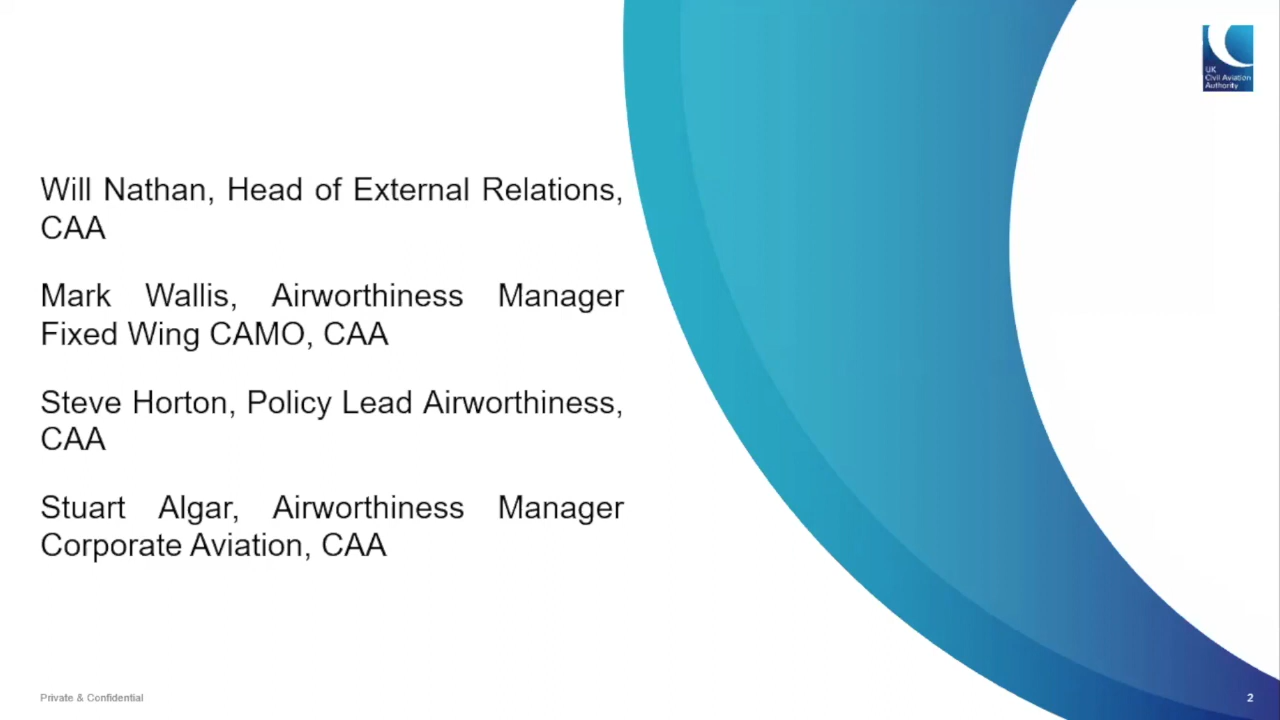 UK
Civil Aviation
Authority
Will Nathan, Head of External Relations,
CAA
Mark Wallis, Airworthiness Manager
Fixed Wing CAMO, CAA
Steve Horton, Policy Lead Airworthiness,
CAA
Stuart Algar, Airworthiness Manager
Corporate Aviation, CAA
Private & Confidential
2